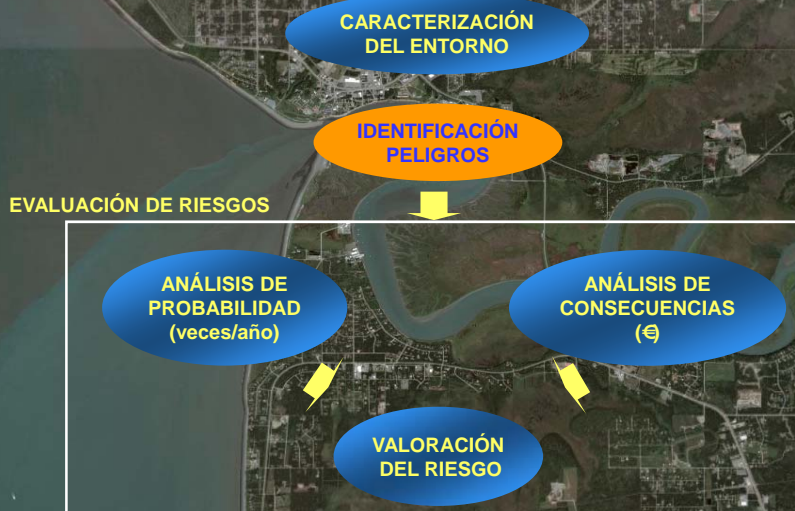 CARACTERIZACIÓN
DEL ENTORNO
IDENTIFICACIÓN
PELIGROS
EVALUACIÓN DE RIESGOS
ANÁLISIS DE
PROBABILIDAD
(veces/año)
ANÁLISIS DE
CONSECUENCIAS
(€)
VALORACIÓN
DEL RIESGO